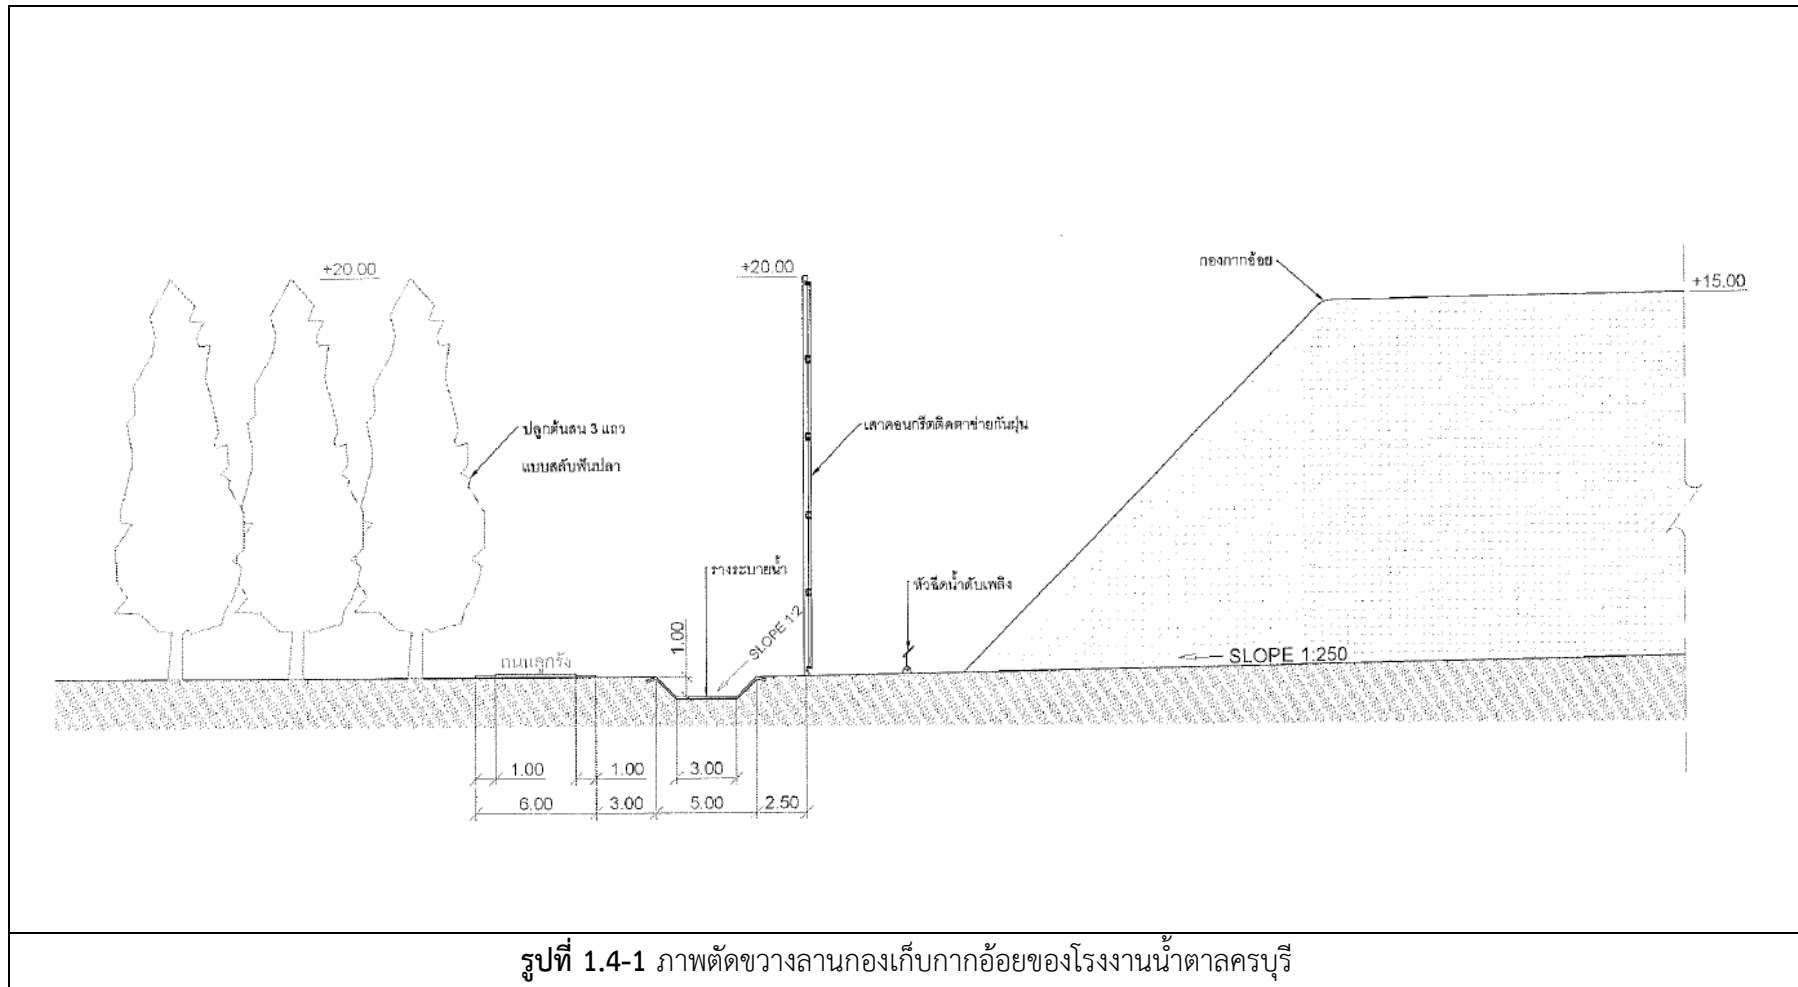 +20.00
+20.00
กองกากอ้อย
+15.00
ปลูกต้นสน 3 แถว
แบบสลับฟันปลา
เสาคอนกรีตติดตาข่ายกันฝุ่น
รางระบายน้ำ
หัวฉีดน้ำดับเพลิง
1.00
SLOPE 1:2
ถนนลูกรัง
SLOPE 1:250
1.00
1.00
3.00
6.00
3.00
5.00
2.50
รูปที่ 1.4-1 ภาพตัดขวางลานกองเก็บกากอ้อยของโรงงานน้ำตาลครบุรี